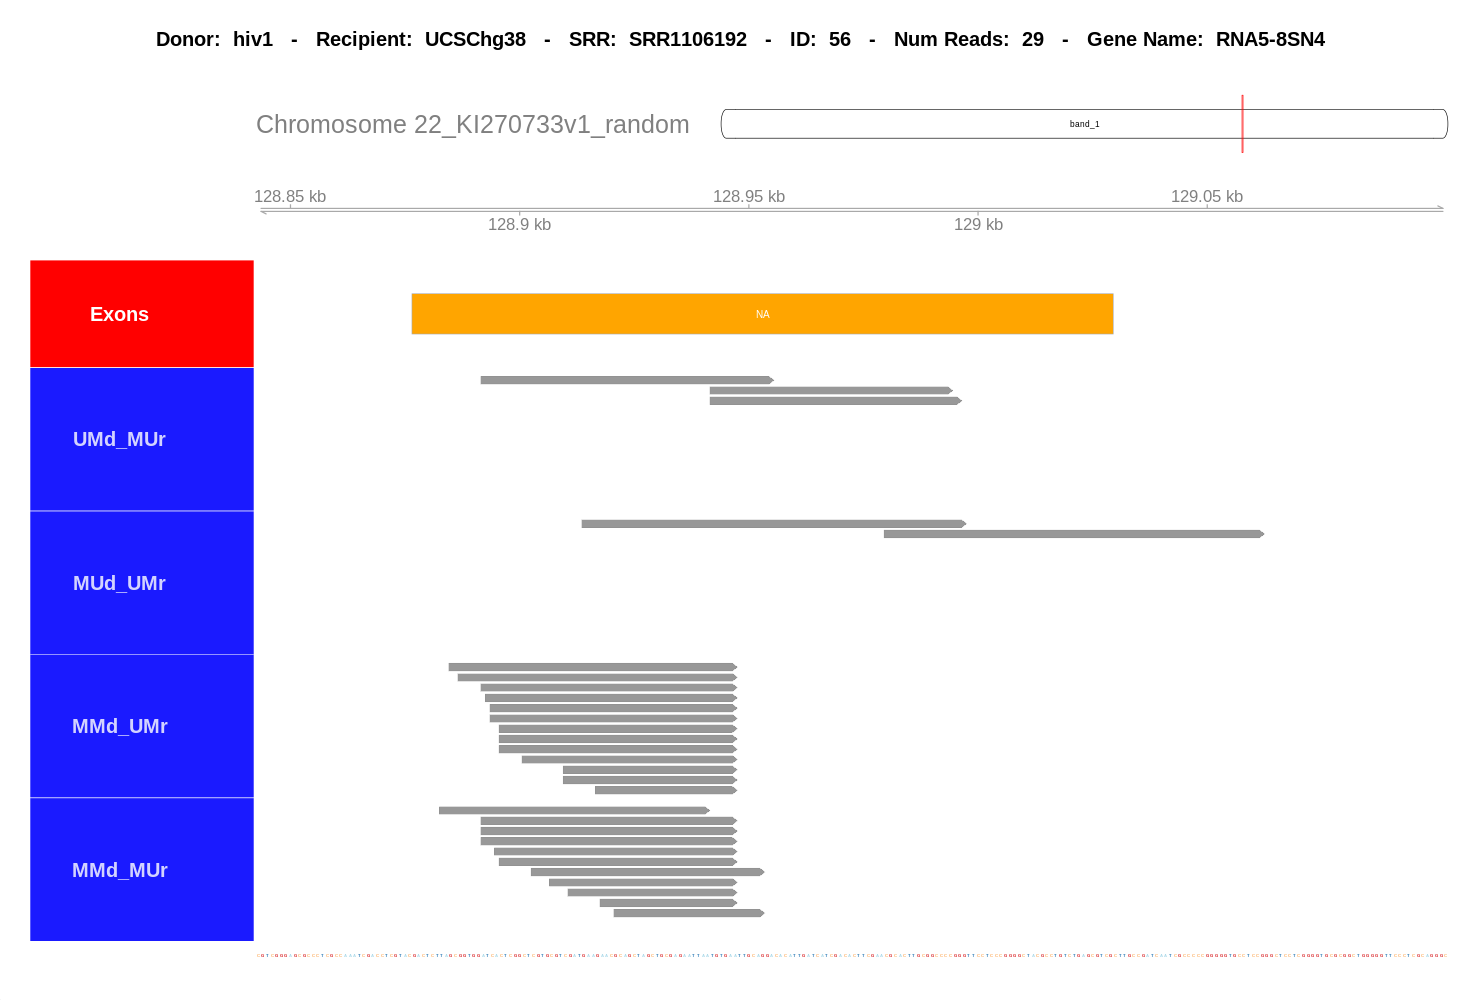 Donor: hiv1 - Recipient: UCSChg38 - SRR: SRR1106192 - ID: 56 - Num Reads: 29 - Gene Name: RNA5-8SN4
Chromosome 22_KI270733v1_random
band_1
128.85 kb 128.95 kb 129.05 kb
128.9 kb 129 kb
Exons
NA
UMd_MUr
MUd_UMr
MMd_UMr
MMd_MUr